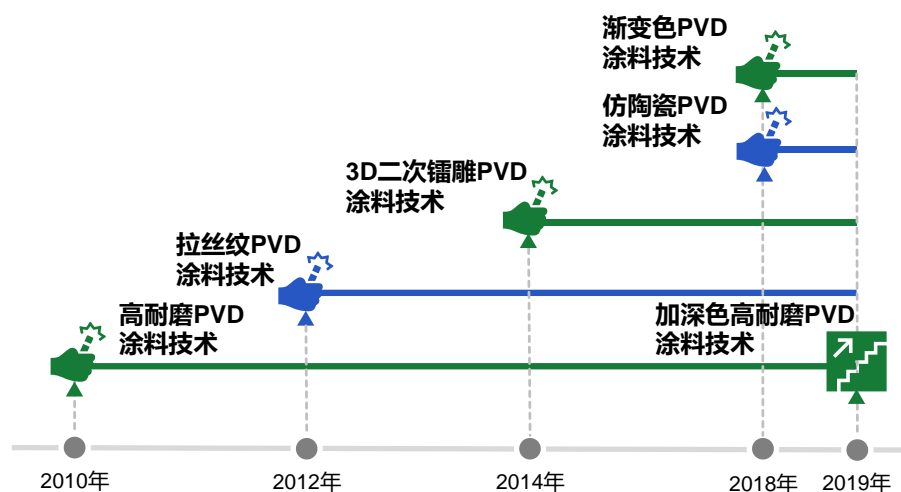 渐变色PVD
涂料技术
仿陶瓷PVD
涂料技术
3D二次镭雕PVD
涂料技术
拉丝纹PVD
涂料技术
高耐磨PVD
涂料技术
加深色高耐磨PVD
涂料技术
2010年
2012年
2014年
2018年
2019年